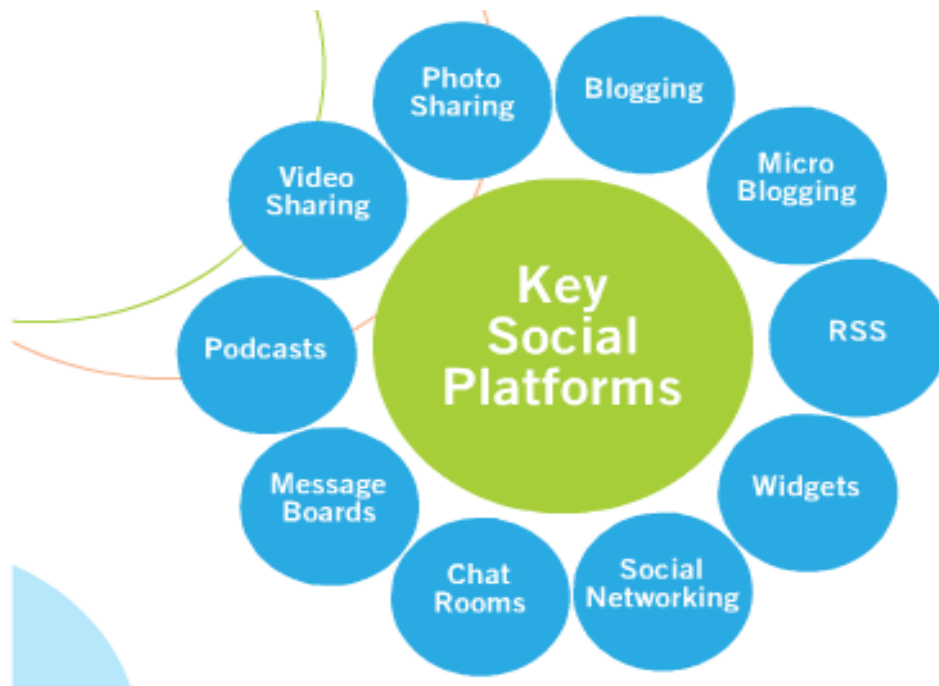 Photo
Sharing
Blogging
Micro
Blogging
Video
Sharing
Key
Social
Platforms
RSS
Podcasts
Widgets
Message
Boards
Chat
Rooms
Social
Networking